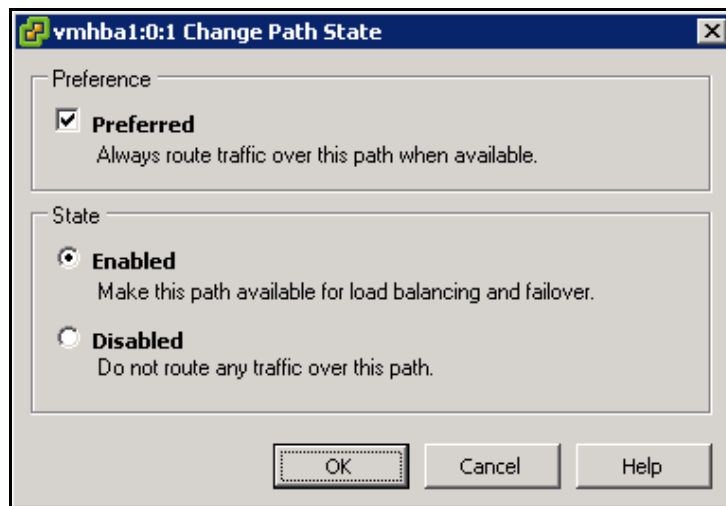 vmhba1:0:1 Change Path State
Preference
Preferred
Always route traffic over this path when available.
State
Enabled
Make this path available for load balancing and failover.
Disabled
Do not route any traffic over this path.
OK Cancel Help